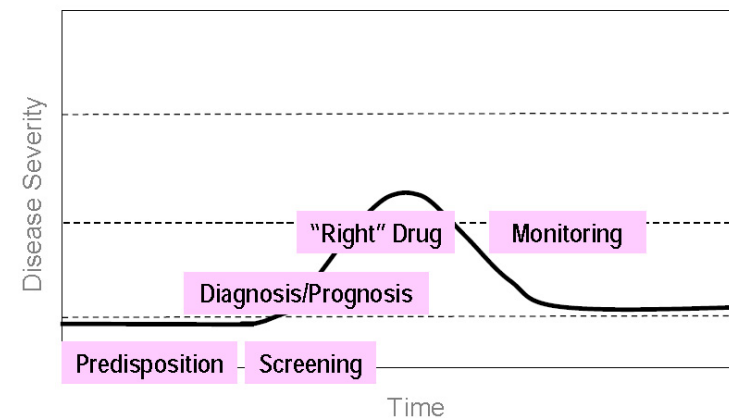 Disease Severity
"Right" Drug
Monitoring
Diagnosis/Prognosis
Predisposition
Screening
Time